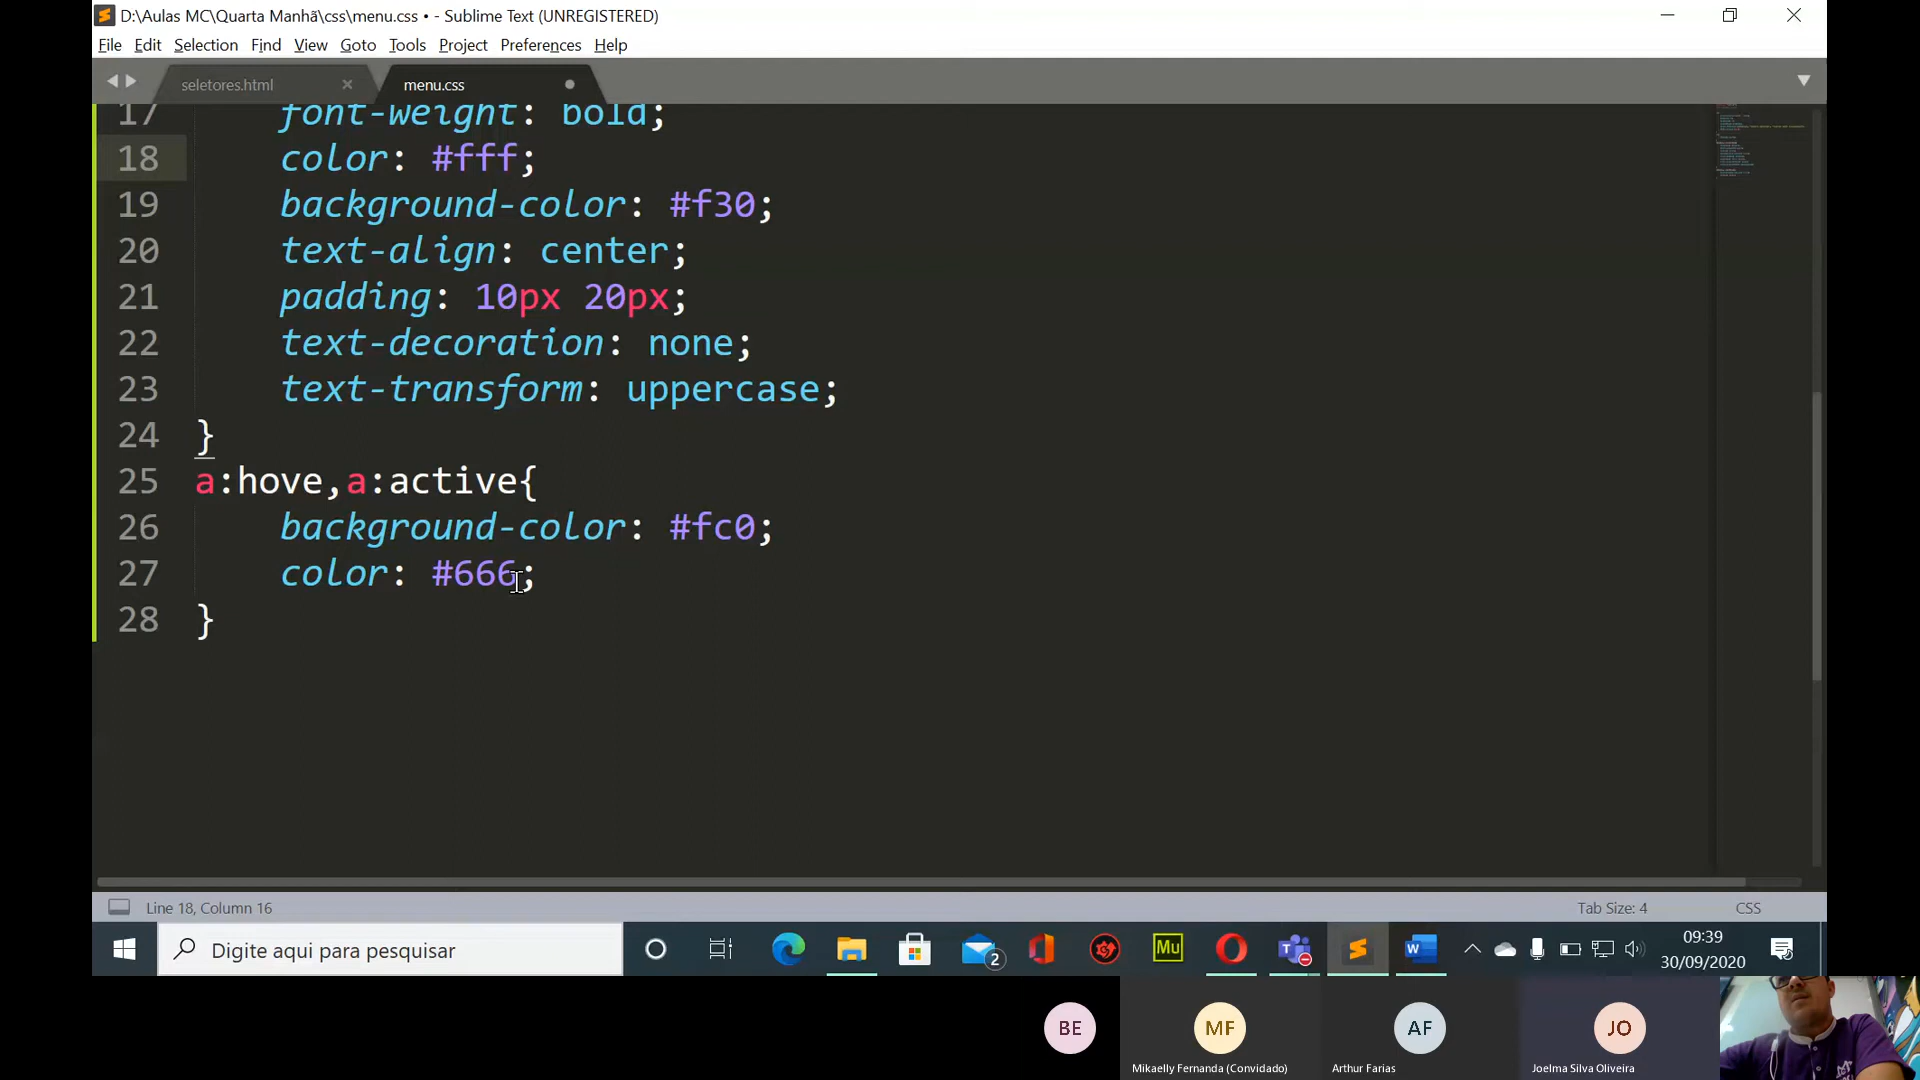 D:\Aulas MC\Quarta Manhã\css\menu.css • - Sublime Text (UNREGISTERED)
File Edit Selection Find View Goto Tools Project Preferences Help
seletores.html menu.css
17 font-weight: bold;
18 color: #fff;
19 background-color: #f30;
20 text-align: center;
21 padding: 10px 20px;
22 text-decoration: none;
23 text-transform: uppercase;
24 }
25 a:hove,a:active{
26 background-color: #fc0;
27 color: #666;
28 }
Line 18, Column 16 Tab Size: 4 CSS
Digite aqui para pesquisar
Mu
2
09:39
30/09/2020
BE MF AF JO
Mikaelly Fernanda (Convidado) Arthur Farias Joelma Silva Oliveira